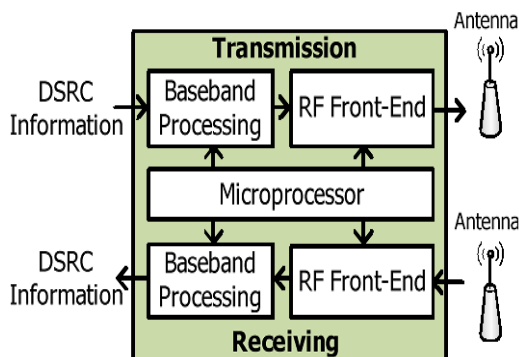 Transmission
Antenna
DSRC
Information
Baseband
Processing
RF Front-End
Microprocessor
Antenna
DSRC
Information
Baseband
Processing
RF Front-End
Receiving